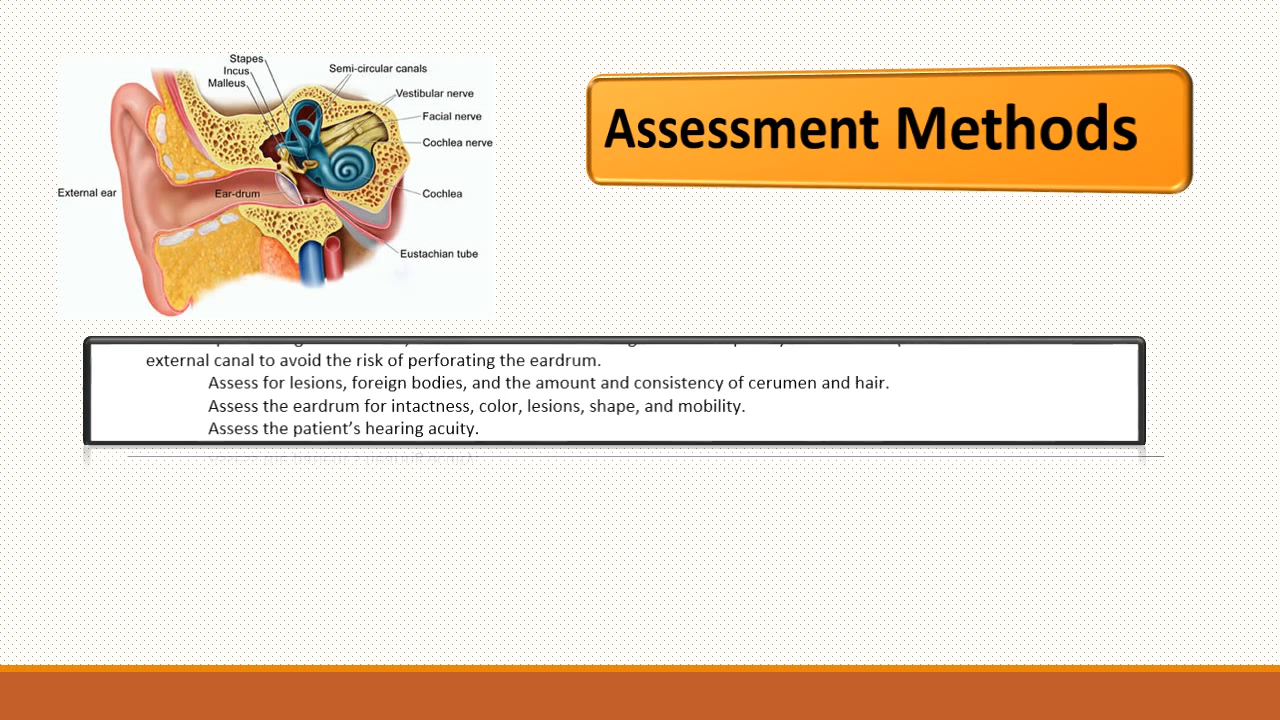 Stapes
Incus
Malleus
Semi-circular canals
Vestibular nerve
Facial nerve
Cochlea nerve
External ear
Ear-drum
Cochlea
Eustachian tube
Assessment Methods
external canal to avoid the risk of perforating the eardrum.
Assess for lesions, foreign bodies, and the amount and consistency of cerumen and hair.
Assess the eardrum for intactness, color, lesions, shape, and mobility.
Assess the patient’s hearing acuity.